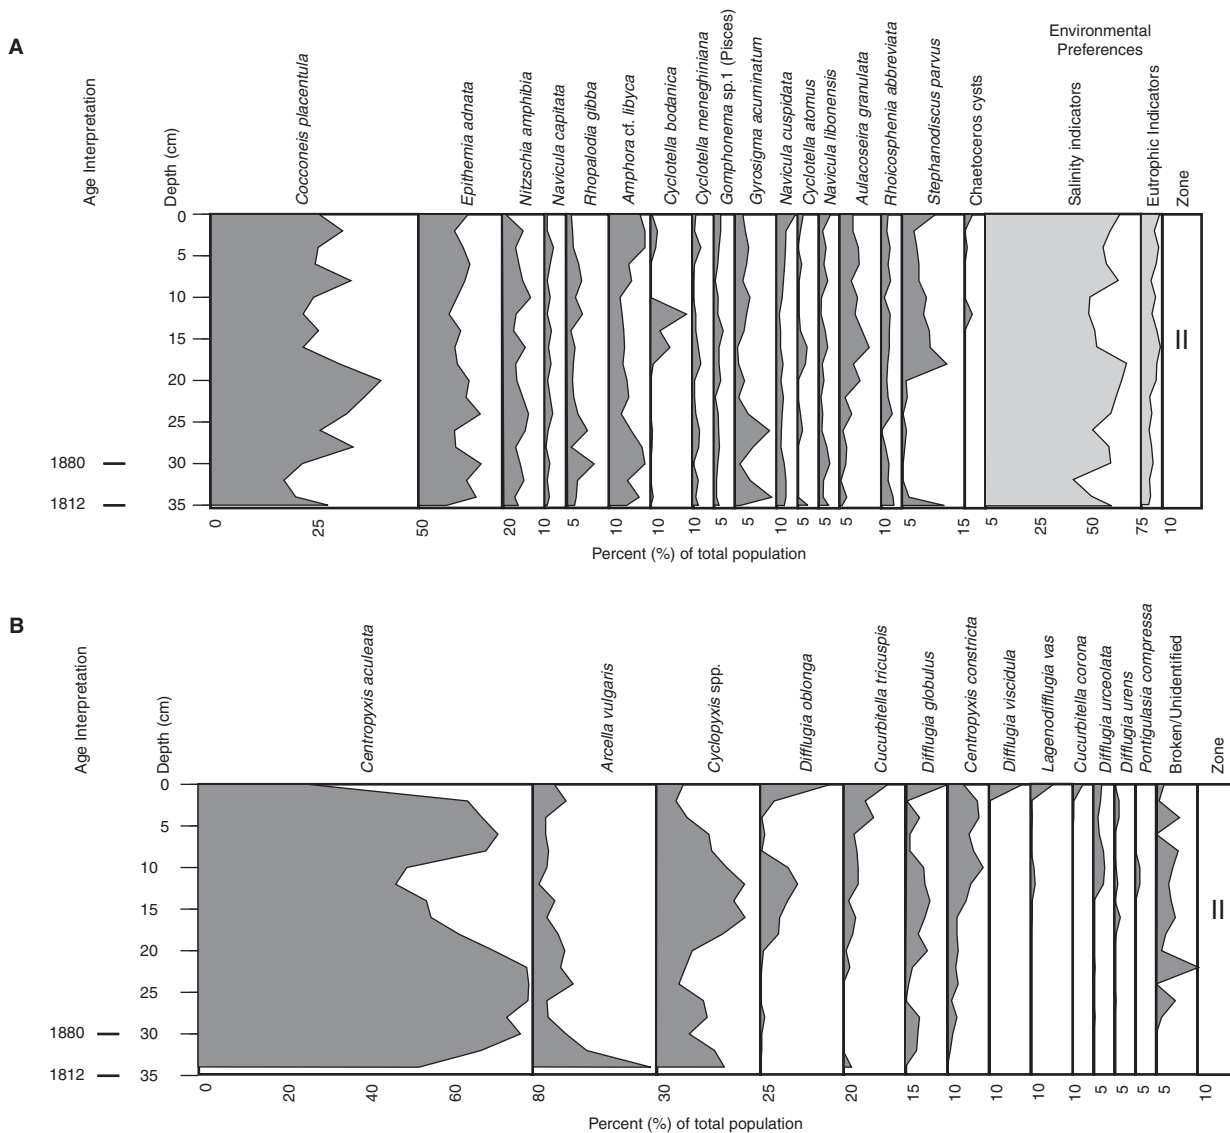 A
Environmental
Preferences
Age Interpretation
Depth (cm)
Cocconeis placentula
Epithemia adnata
Nitzschia amphibia
Navicula capitata
Rhopalodia gibba
Amphora cf. libyca
Cyclotella bodanica
Cyclotella meneghiniana
Gomphonema sp.1 (Pisces)
Gyrosigma acuminatum
Navicula cuspidata
Cyclotella atomus
Navicula libonensis
Aulacoseira granulata
Rhoicosphenia abbreviata
Stephanodiscus parvus
Chaetoceros cysts
Salinity indicators
Eutrophic Indicators
Zone
0
5
10
15
20
25
1880 30
1812 35
II
0 25 50 20 10 5 10 10 10 5 5 10 5 5 5 10 5 15 5 25 50 75 10
Percent (%) of total population
B
Age Interpretation
Depth (cm)
Centropyxis aculeata
Arcella vulgaris
Cyclopyxis spp.
Difflugia oblonga
Cucurbitella tricuspis
Difflugia globulus
Centropyxis constricta
Difflugia viscidula
Lagenodifflugia vas
Cucurbitella corona
Difflugia urceolata
Difflugia urens
Pontigulasia compressa
Broken/Unidentified
Zone
0
5
10
15
20
25
1880 30
1812 35
II
0 20 40 60 80 30 25 20 15 10 10 10 10 5 5 5 5 10
Percent (%) of total population